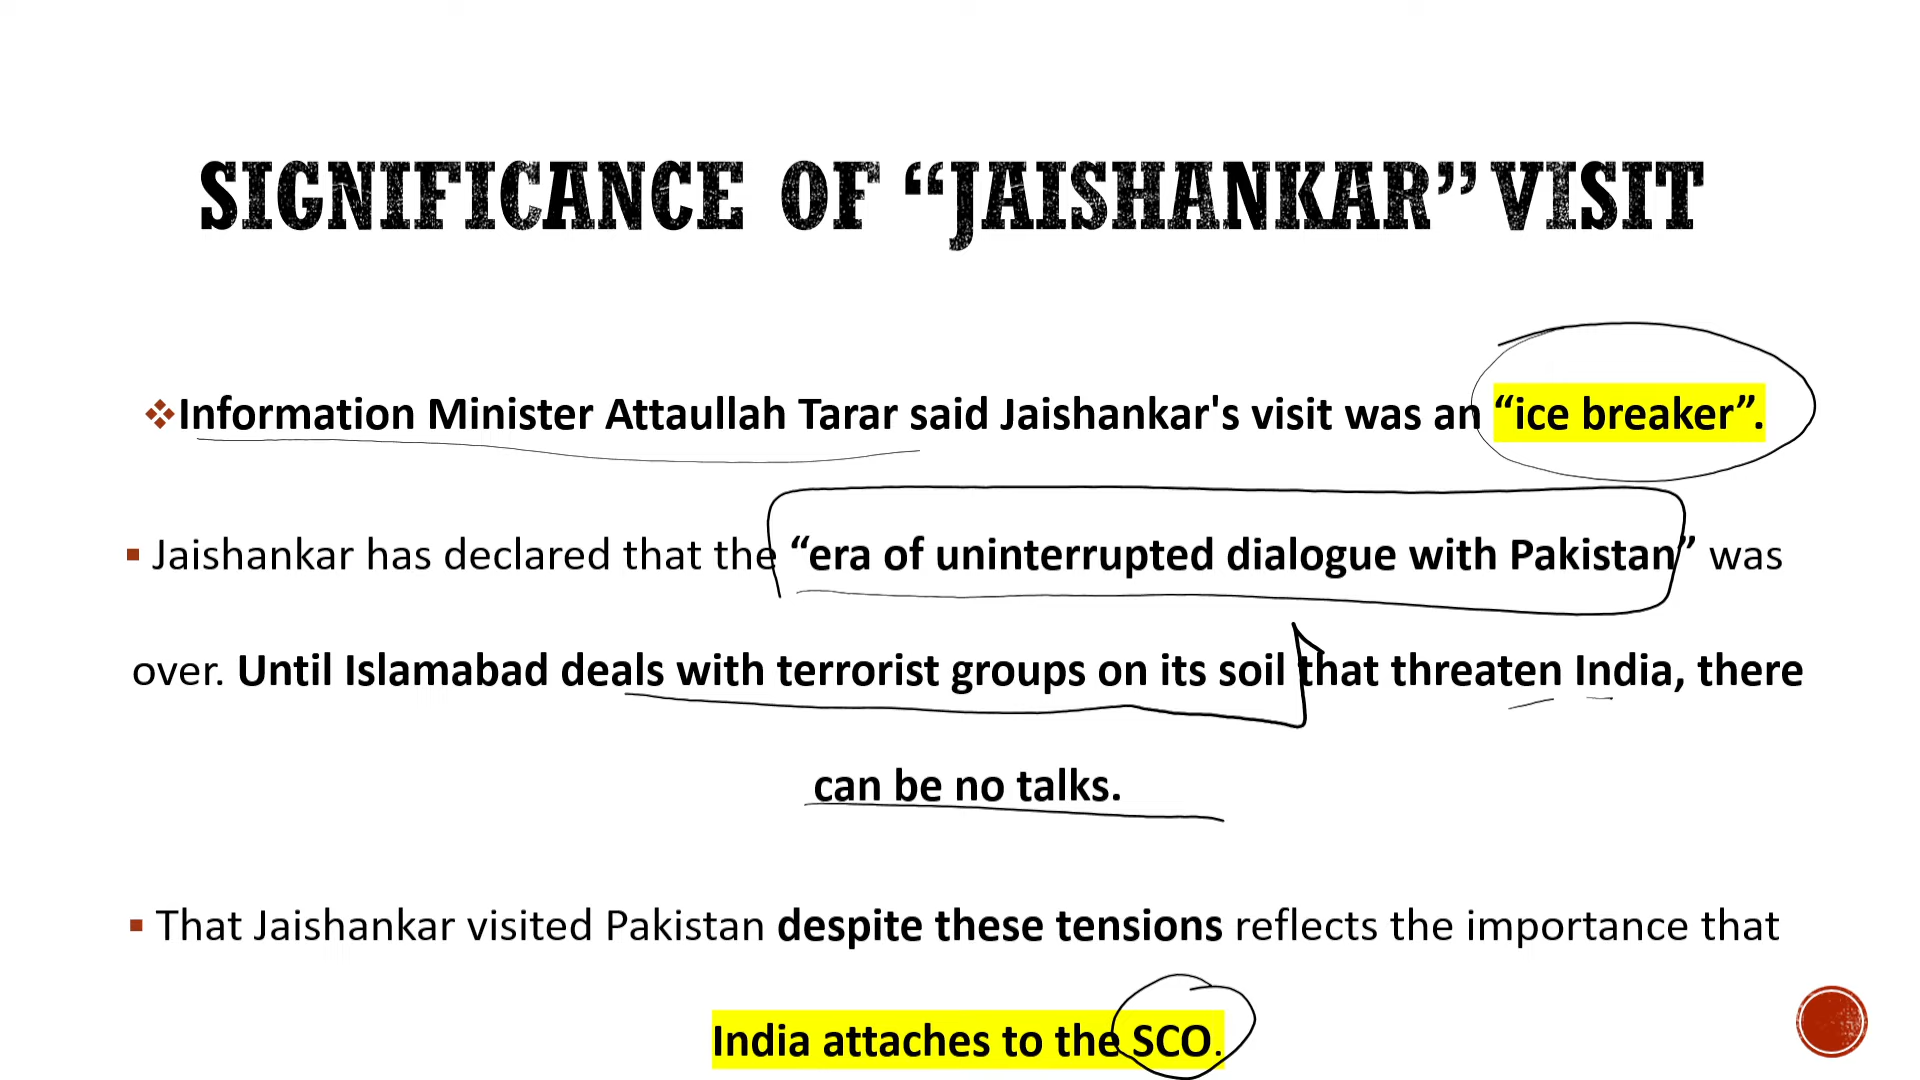 SIGNIFICANCE OF “JAISHANKAR” VISIT
Information Minister Attaullah Tarar said Jaishankar's visit was an “ice breaker”.
Jaishankar has declared that the “era of uninterrupted dialogue with Pakistan” was
over. Until Islamabad deals with terrorist groups on its soil that threaten India, there
can be no talks.
That Jaishankar visited Pakistan despite these tensions reflects the importance that
India attaches to the SCO.